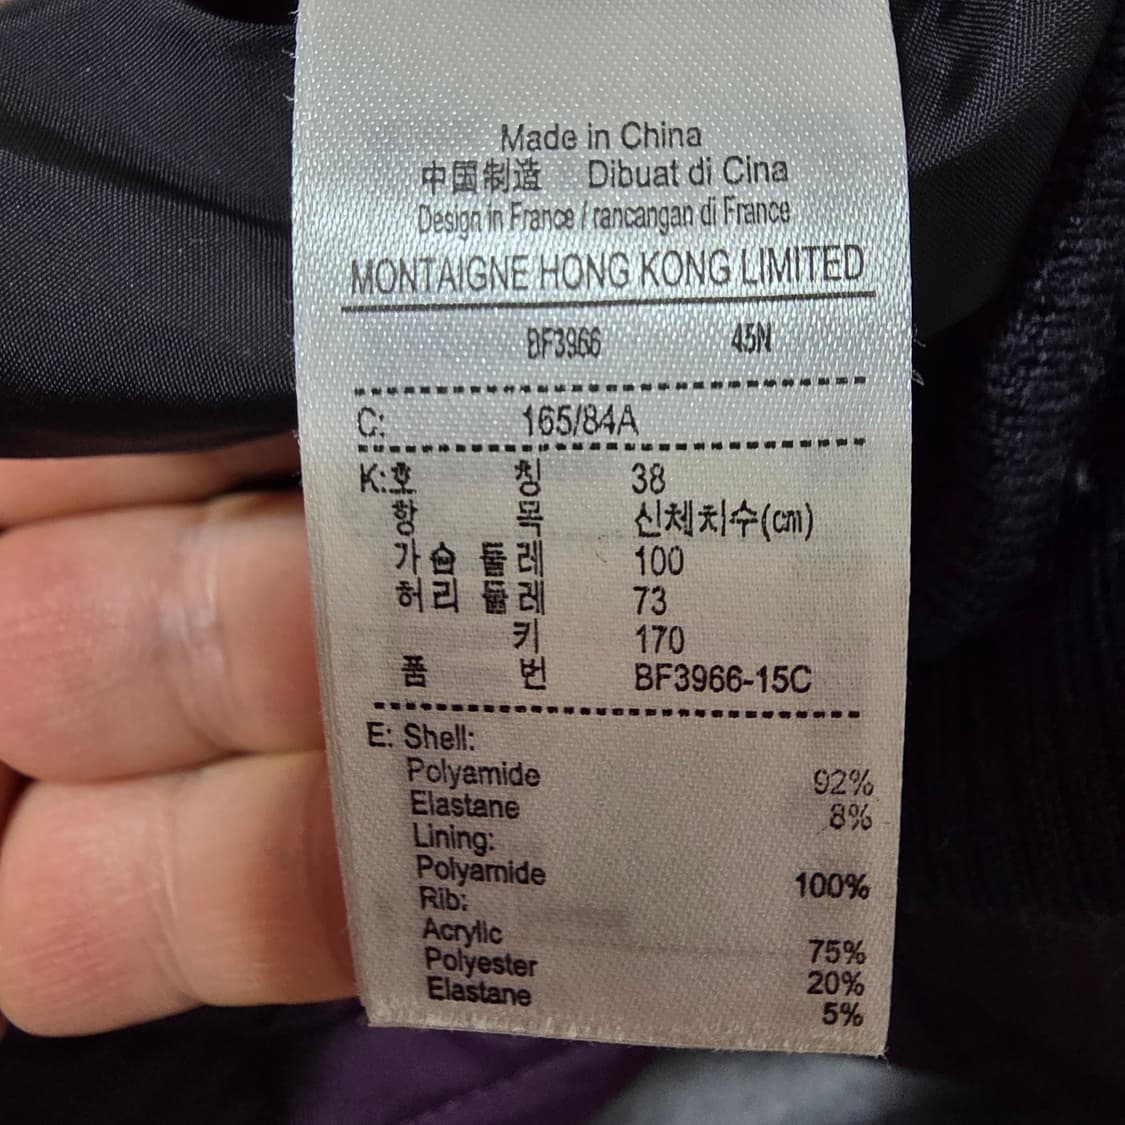 Made in China
中国制造 Dibuat di Cina
Design in France / rancangan di France
MONTAIGNE HONG KONG LIMITED
BF3966 45N
C: 165/84A
K:호 칭 38
항 목 신체치수(cm)
가슴 둘레 100
허리 둘레 73
키 170
품 번 BF3966-15C
E: Shell:
Polyamide 92%
Elastane 8%
Lining:
Polyamide 100%
Rib:
Acrylic 75%
Polyester 20%
Elastane 5%